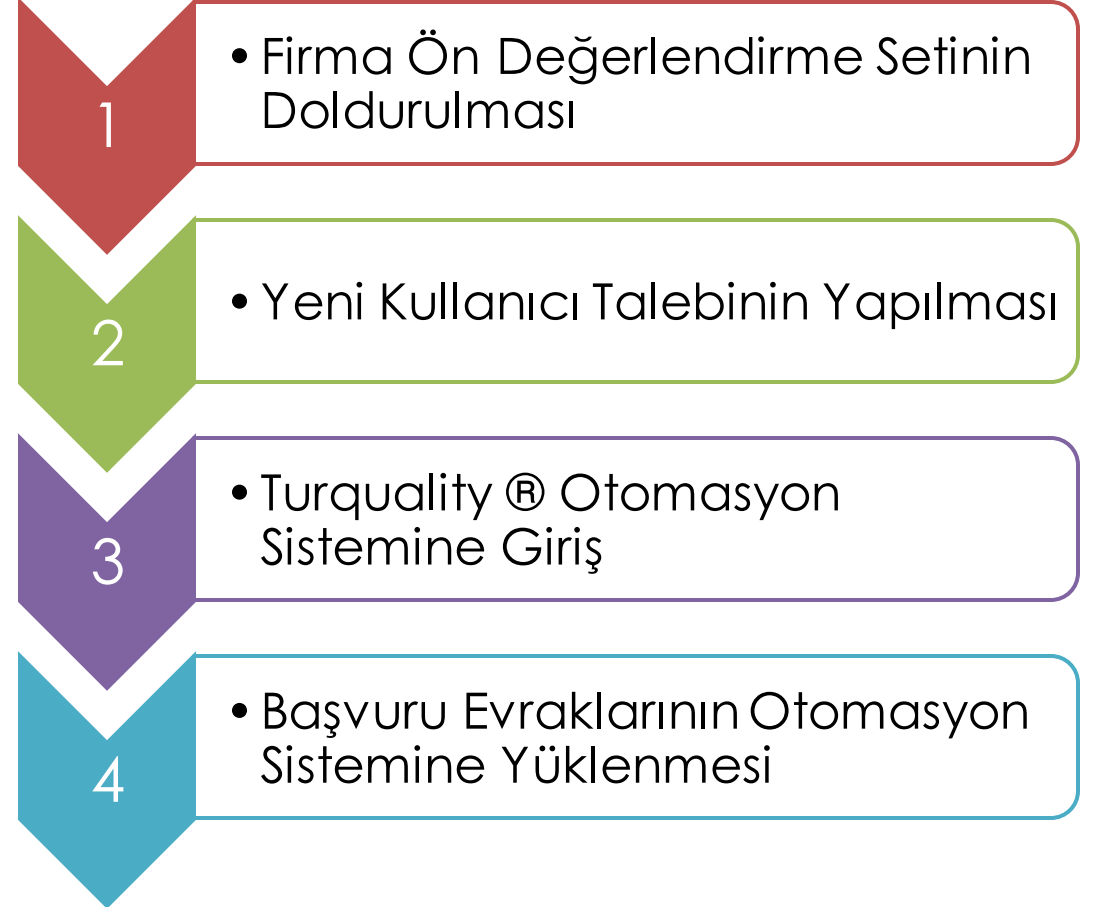 1
• Firma Ön Değerlendirme Setinin
Doldurulması
2
• Yeni Kullanıcı Talebinin Yapılması
3
• Turquality ® Otomasyon
Sistemine Giriş
4
• Başvuru Evraklarının Otomasyon
Sistemine Yüklenmesi